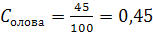 Cолова = 45/100 = 0,45